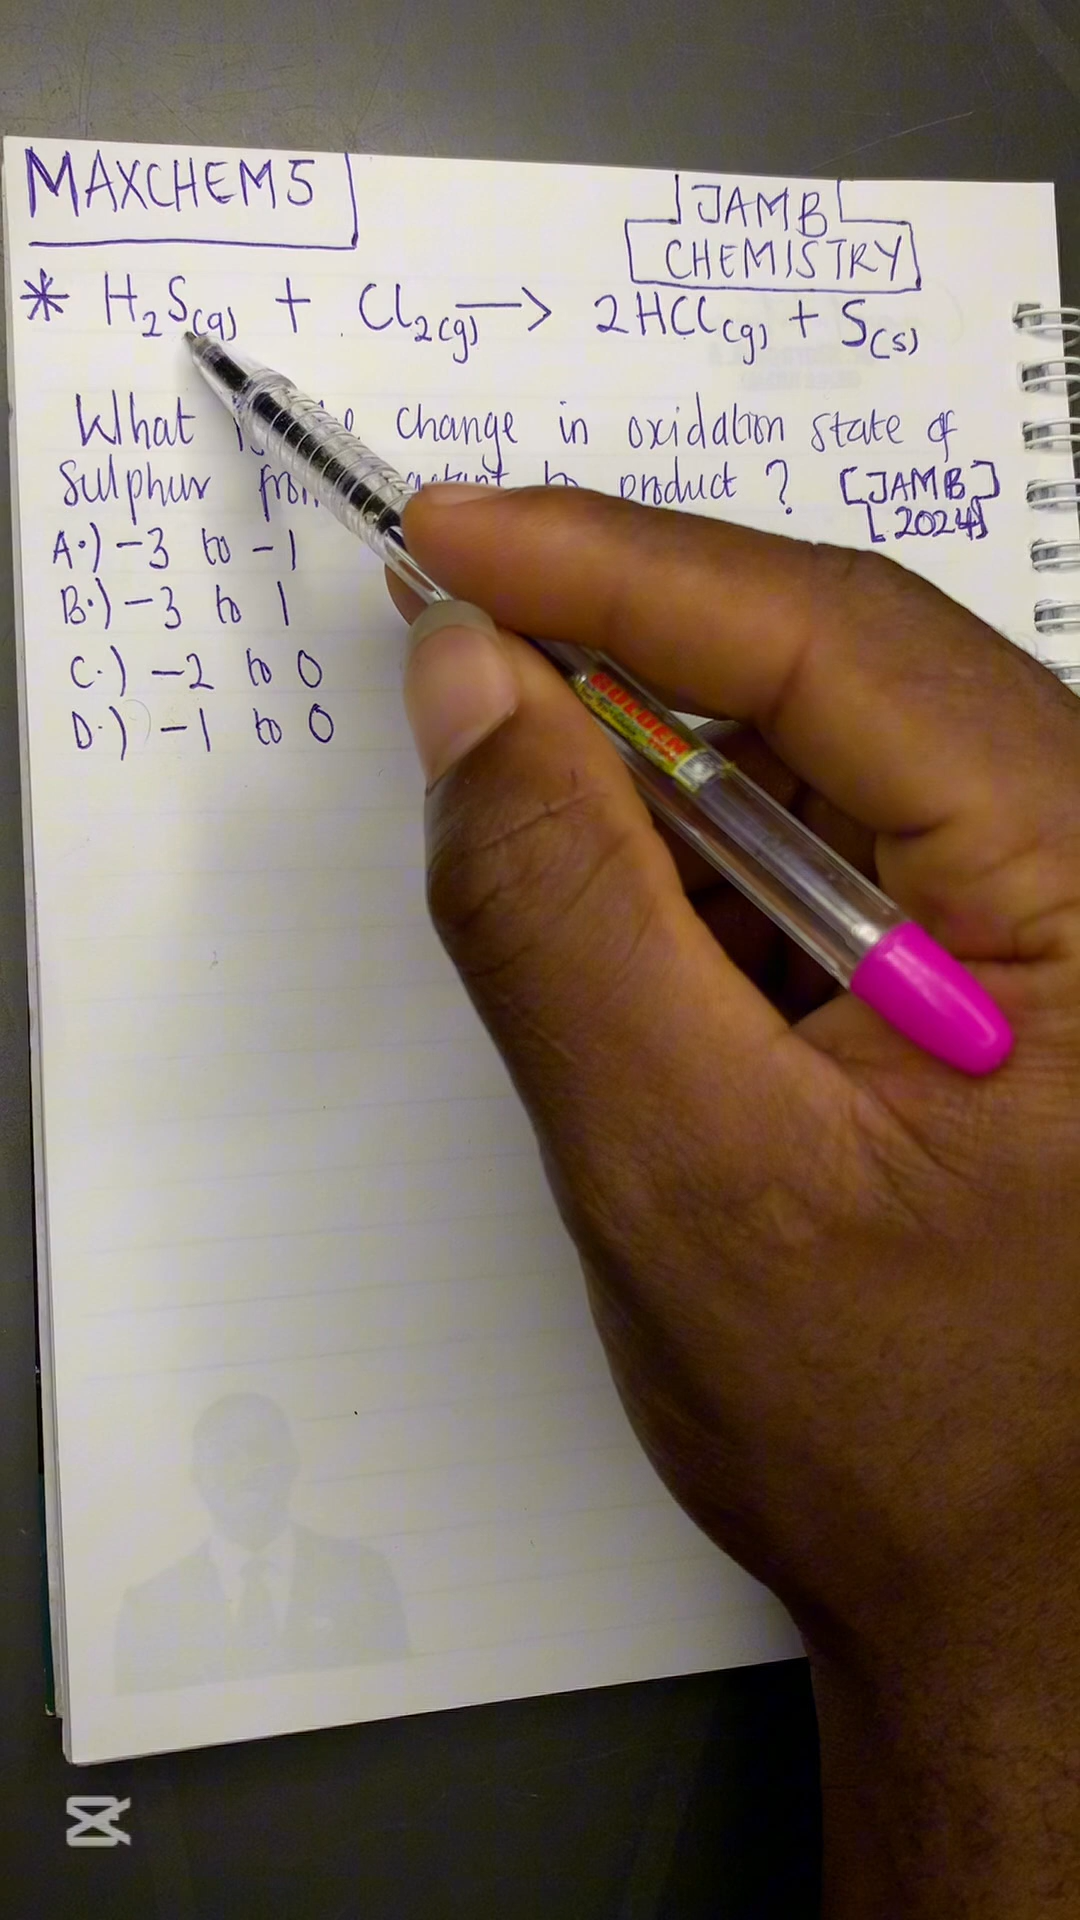 MAXCHEM5
JAMB
CHEMISTRY
* H₂S(g) + Cl₂(g) → 2HCl(g) + S(s)
What change in oxidation state of
Sulphur product ? [JAMB]
[2024]
A.) -3 to -1
B.) -3 to 1
C.) -2 to 0
D.) -1 to 0
GOLDEN